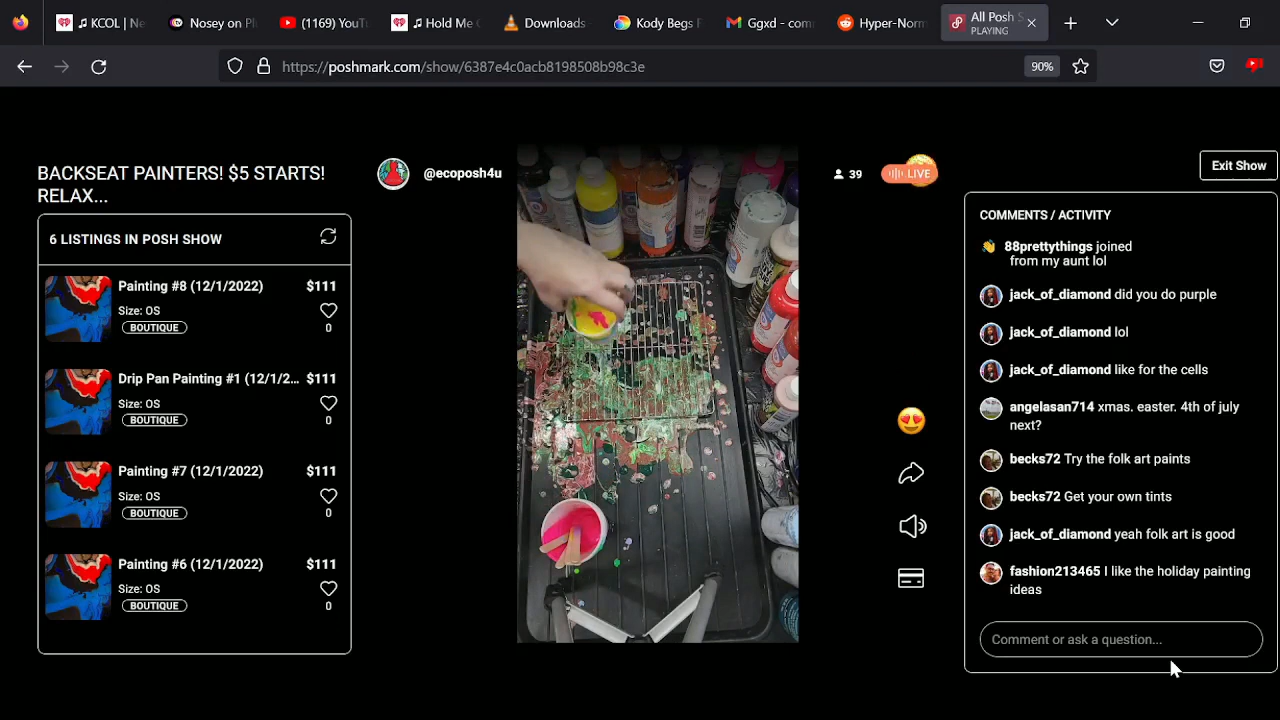 ♫ KCOL | Ne
Nosey on Pl
(1169) YouTu
♫ Hold Me C
Downloads
Kody Begs F
Ggxd - com
Hyper-Norm
All Posh S
PLAYING
https://poshmark.com/show/6387e4c0acb8198508b98c3e
90%
BACKSEAT PAINTERS! $5 STARTS!
RELAX...
@ecoposh4u
39
LIVE
Exit Show
6 LISTINGS IN POSH SHOW
Painting #8 (12/1/2022) $111
Size: OS
BOUTIQUE
0
Drip Pan Painting #1 (12/1/2... $111
Size: OS
BOUTIQUE
0
Painting #7 (12/1/2022) $111
Size: OS
BOUTIQUE
0
Painting #6 (12/1/2022) $111
Size: OS
BOUTIQUE
0
COMMENTS / ACTIVITY
88prettythings joined
from my aunt lol
jack_of_diamond did you do purple
jack_of_diamond lol
jack_of_diamond like for the cells
angelasan714 xmas. easter. 4th of july
next?
becks72 Try the folk art paints
becks72 Get your own tints
jack_of_diamond yeah folk art is good
fashion213465 I like the holiday painting
ideas
Comment or ask a question...